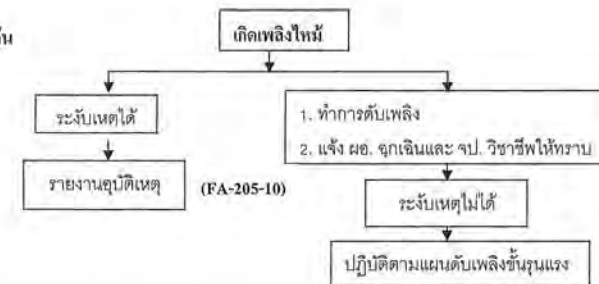 เกิดเพลิงไหม้
ระงับเหตุได้
1. ทำการดับเพลิง
2. แจ้ง ผอ. ฉุกเฉินและ จป. วิชาชีพให้ทราบ
รายงานอุบัติเหตุ (FA-205-10)
ระงับเหตุไม่ได้
ปฏิบัติตามแผนดับเพลิงขั้นรุนแรง